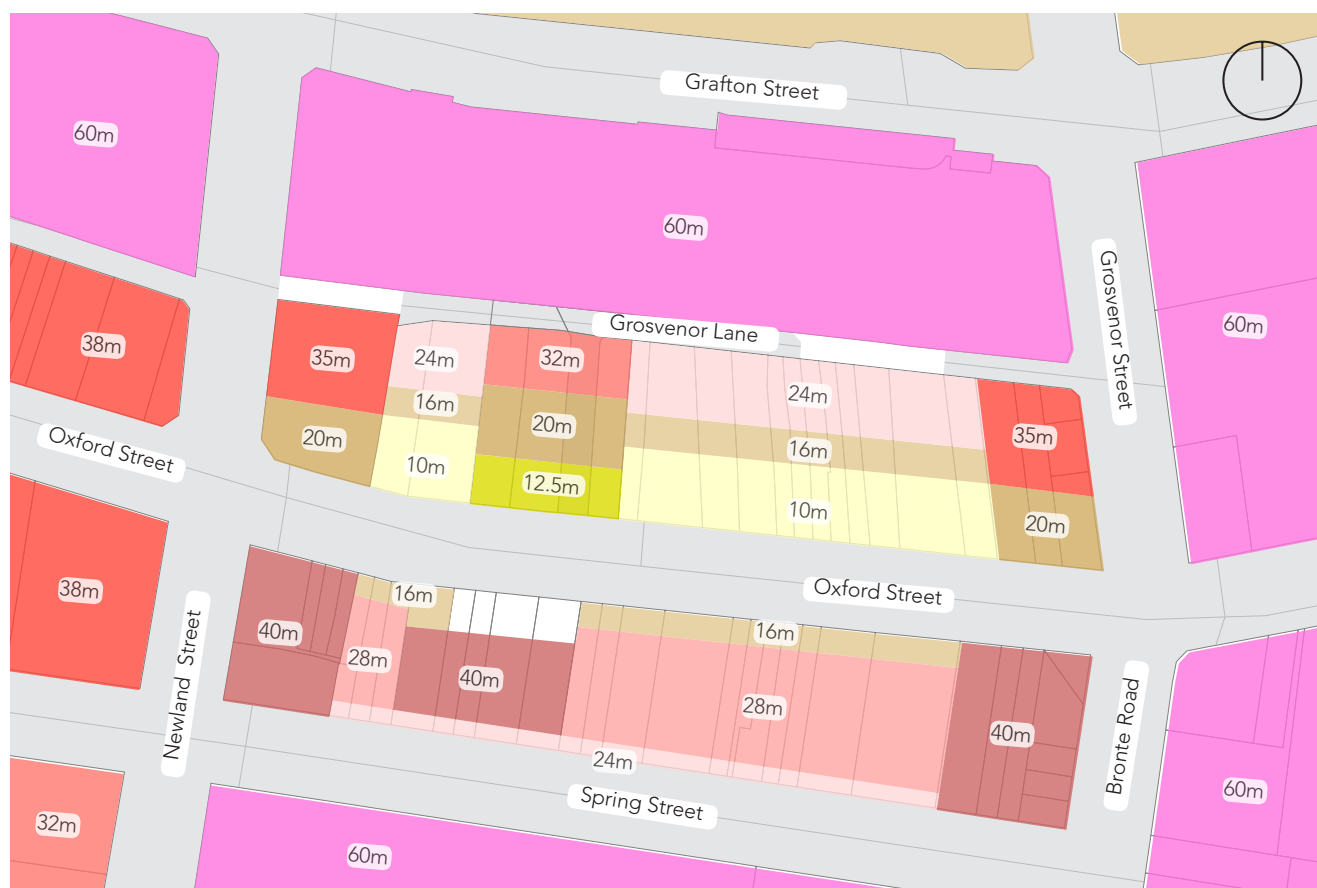 Grafton Street
60m
60m
Grosvenor Street
Grosvenor Lane
60m
38m
35m
24m
32m
24m
16m
35m
20m
20m
16m
Oxford Street
10m
12.5m
10m
20m
38m
Oxford Street
16m
40m
16m
28m
40m
28m
40m
Newland Street
24m
Bronte Road
Spring Street
60m
32m
60m